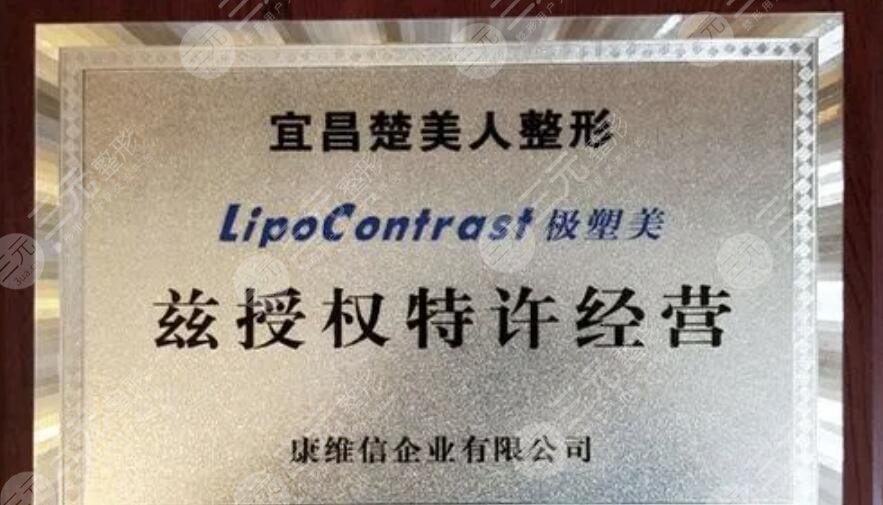 宜昌楚美人整形
LipoContrast 极塑美
兹授权特许经营
康维信企业有限公司